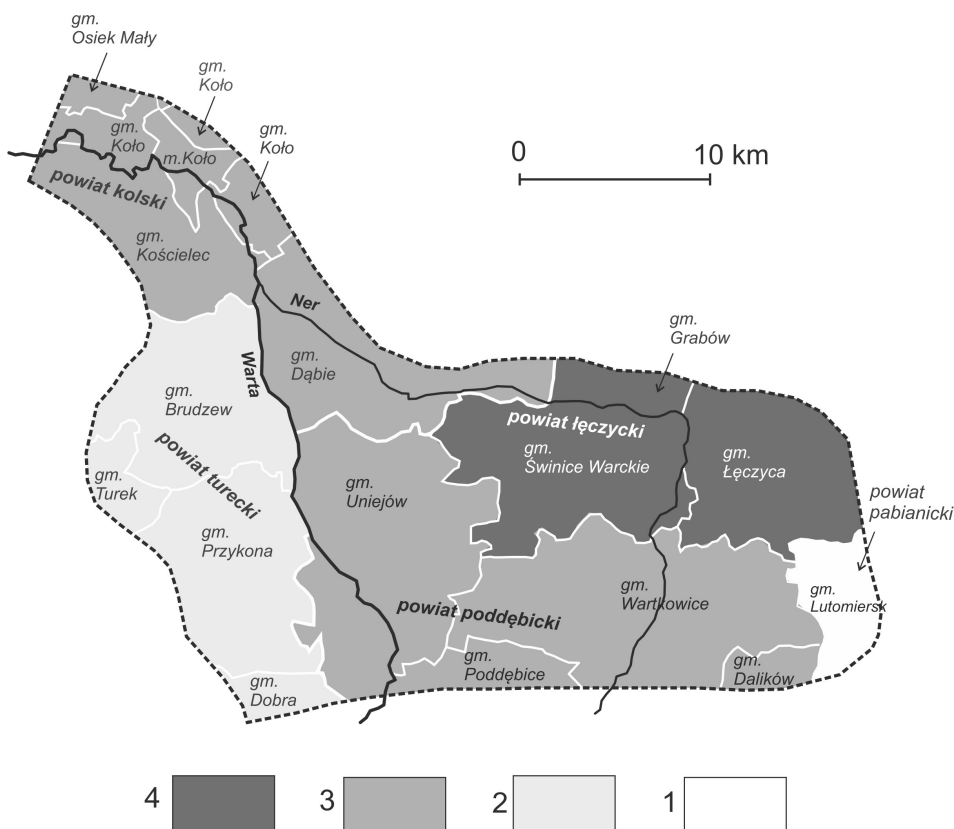 gm.
Osiek Mały
gm.
Koło
gm.
Koło
gm.
Koło
m.Koło
0
10 km
powiat kolski
gm.
Kościelec
Ner
gm.
Grabów
gm.
Dąbie
Warta
gm.
Brudzew
powiat łęczycki
gm.
Świnice Warckie
gm.
Łęczyca
powiat turecki
gm.
Turek
gm.
Uniejów
powiat
pabianicki
gm.
Przykona
gm.
Wartkowice
gm.
Lutomiersk
powiat poddębicki
gm.
Poddębice
gm.
Dalików
gm.
Dobra
4
3
2
1